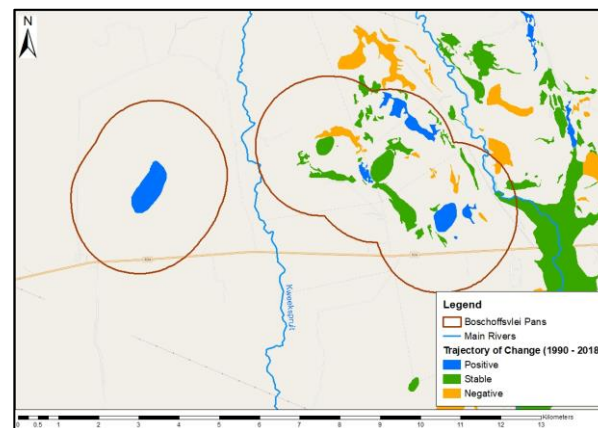 N
Kaweekspruit
Legend
Boschoffsvlei Pans
Main Rivers
Trajectory of Change (1990 - 2018)
Positive
Stable
Negative
0 0.5 1 2 3 4 5 6 7 8 9 10 11 12 13 Kilometers